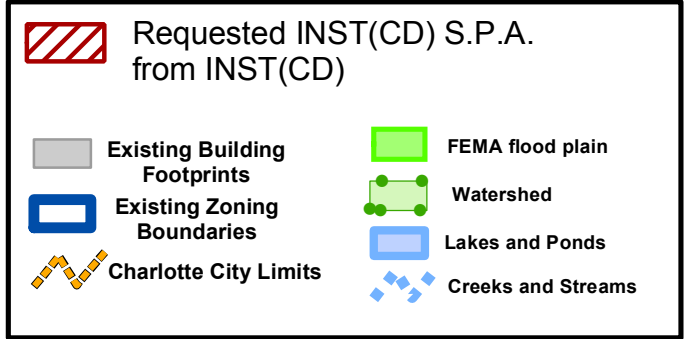 Requested INST(CD) S.P.A.
from INST(CD)
Existing Building
Footprints
Existing Zoning
Boundaries
Charlotte City Limits
FEMA flood plain
Watershed
Lakes and Ponds
Creeks and Streams